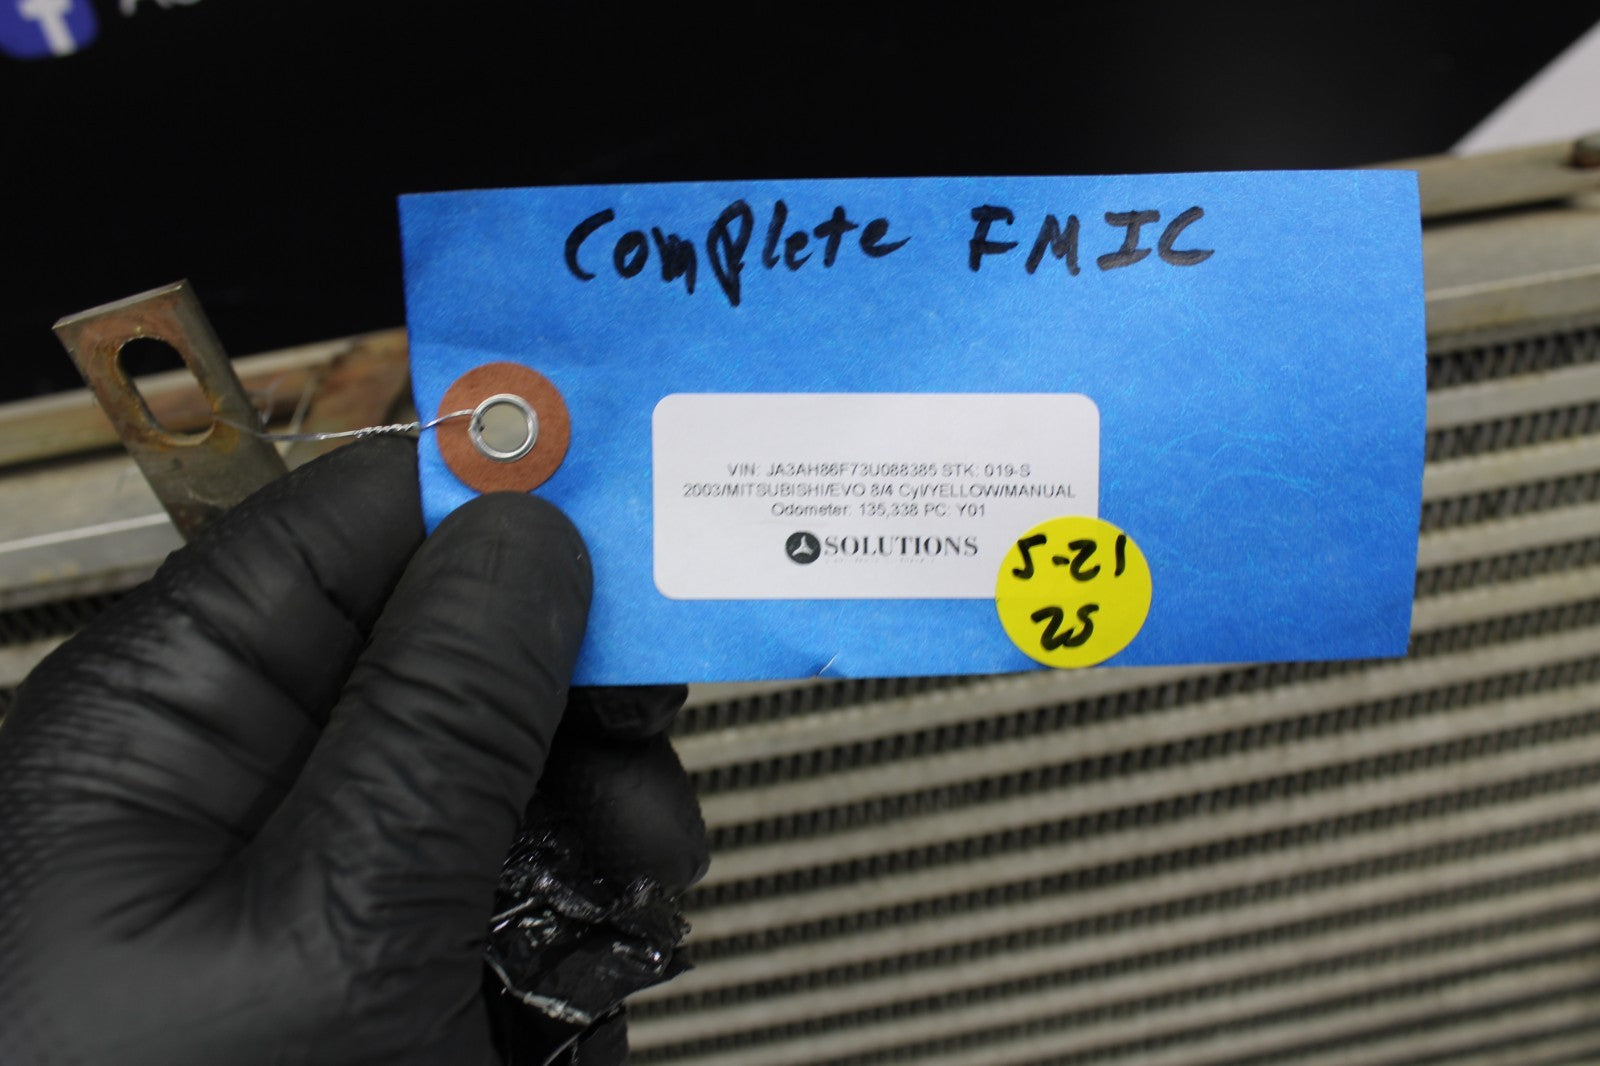 Complete FMIC
VIN: JA3AH86F73U088385 STK: 019-S
2003/MITSUBISHI/EVO 8/4 Cyl/YELLOW/MANUAL
Odometer: 135,338 PC: Y01
SOLUTIONS
5-21
25